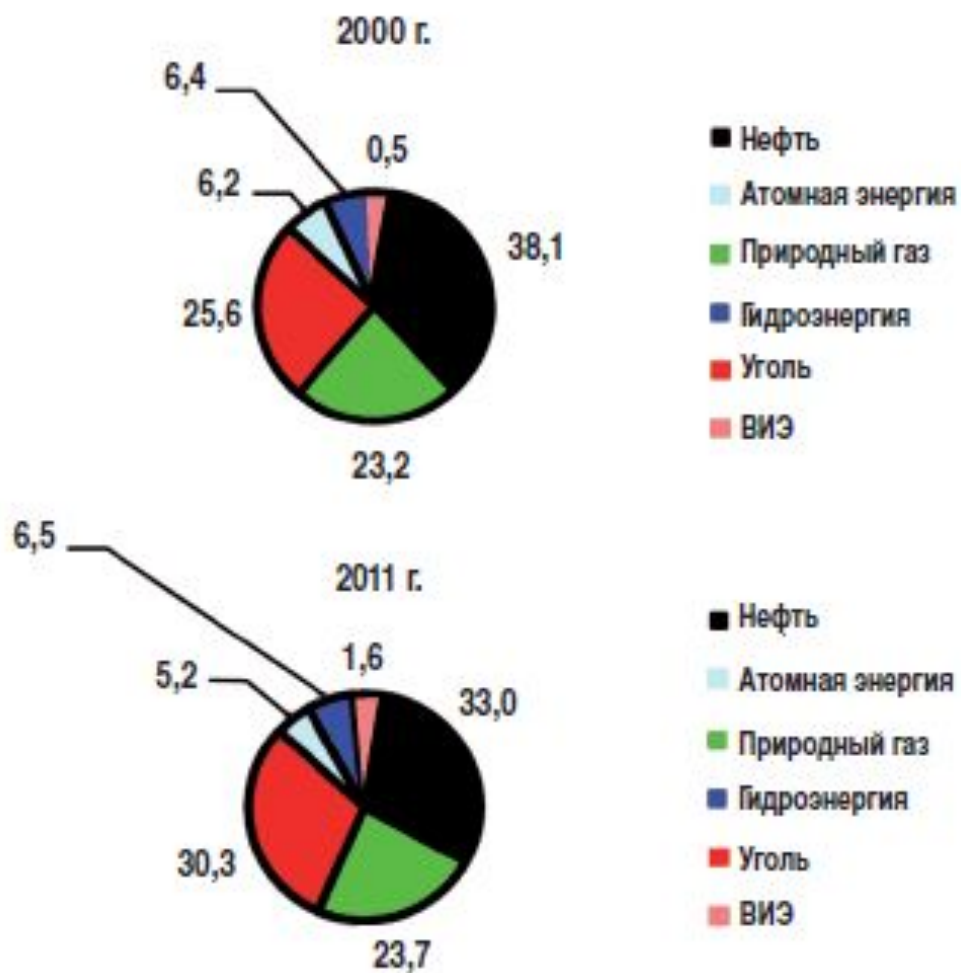 2000 г.
6,4
0,5
6,2
38,1
25,6
23,2
Нефть
Атомная энергия
Природный газ
Гидроэнергия
Уголь
ВИЭ
6,5
2011 г.
1,6
5,2
33,0
30,3
23,7
Нефть
Атомная энергия
Природный газ
Гидроэнергия
Уголь
ВИЭ